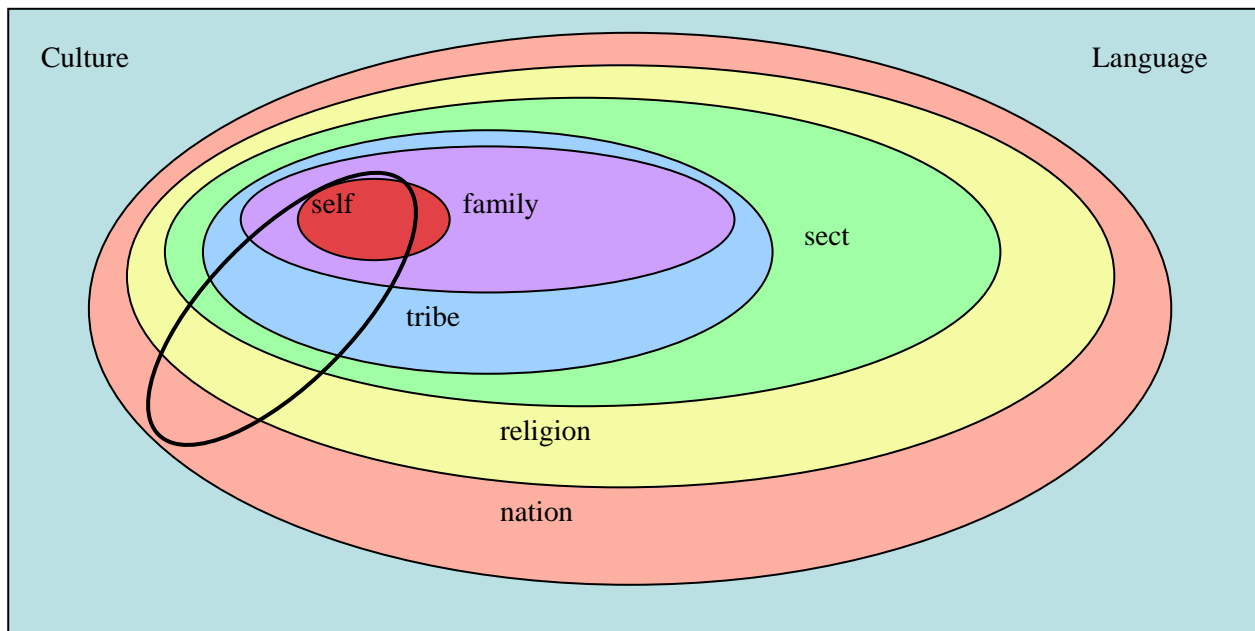 Culture
Language
self
family
sect
tribe
religion
nation